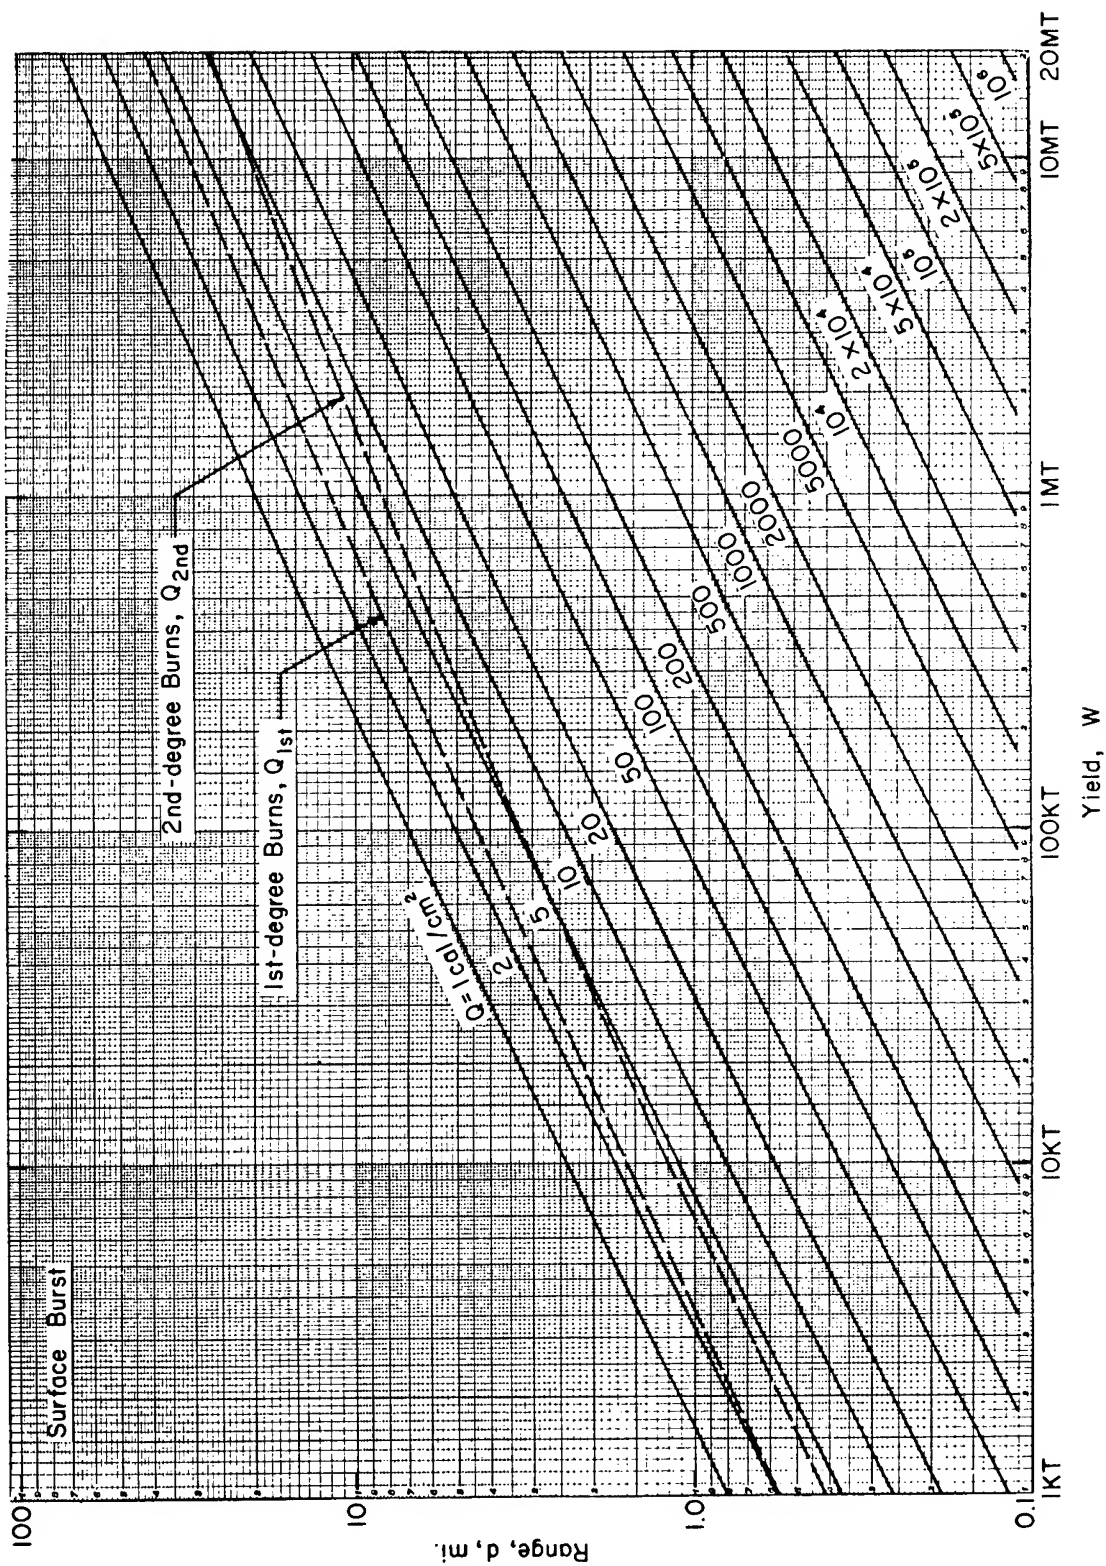 Surface Burst
2nd-degree Burns, Q2nd
1st-degree Burns, Q1st
Q=1cal/cm²
2
5
10
20
50
100
200
500
1000
2000
5000
10⁴
2×10⁴
5×10⁴
10⁵
2×10⁵
5×10⁵
10⁶
Range, d, mi.
100
10
1.0
0.1
1KT
10KT
100KT
1MT
10MT
20MT
Yield, W